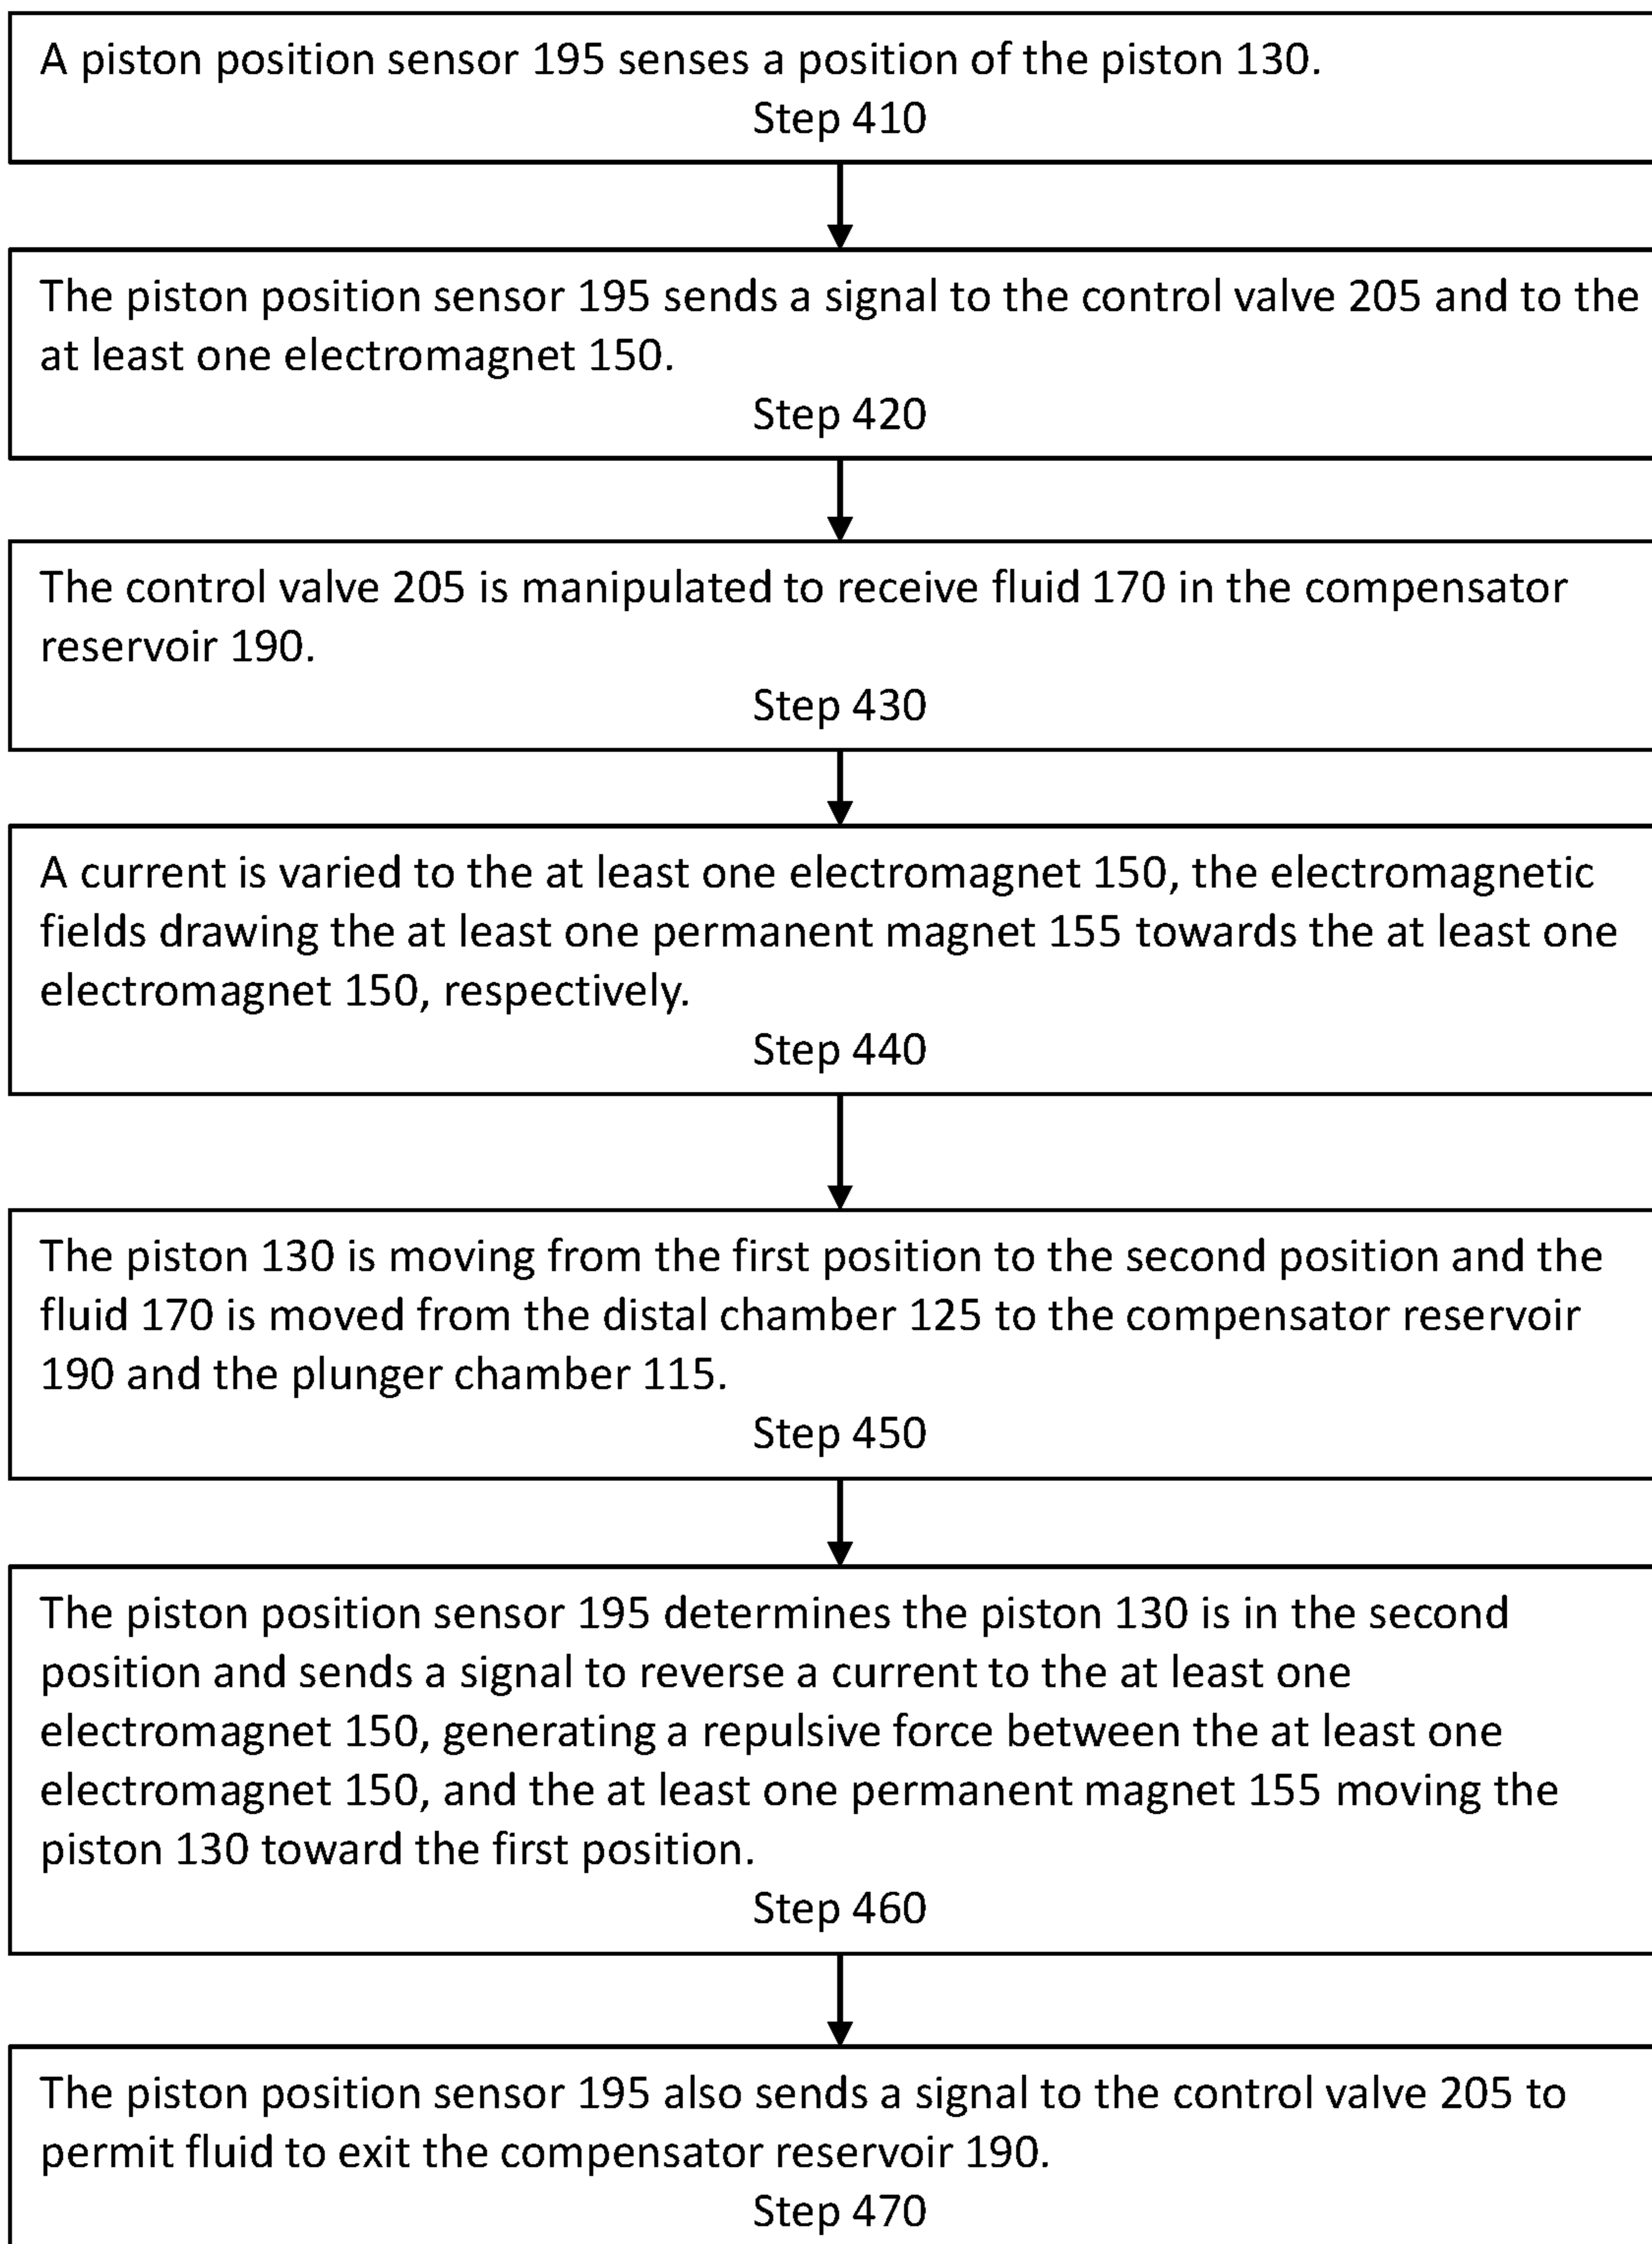 A piston position sensor 195 senses a position of the piston 130.
Step 410
The piston position sensor 195 sends a signal to the control valve 205 and to the
at least one electromagnet 150.
Step 420
The control valve 205 is manipulated to receive fluid 170 in the compensator
reservoir 190.
Step 430
A current is varied to the at least one electromagnet 150, the electromagnetic
fields drawing the at least one permanent magnet 155 towards the at least one
electromagnet 150, respectively.
Step 440
The piston 130 is moving from the first position to the second position and the
fluid 170 is moved from the distal chamber 125 to the compensator reservoir
190 and the plunger chamber 115.
Step 450
The piston position sensor 195 determines the piston 130 is in the second
position and sends a signal to reverse a current to the at least one
electromagnet 150, generating a repulsive force between the at least one
electromagnet 150, and the at least one permanent magnet 155 moving the
piston 130 toward the first position.
Step 460
The piston position sensor 195 also sends a signal to the control valve 205 to
permit fluid to exit the compensator reservoir 190.
Step 470